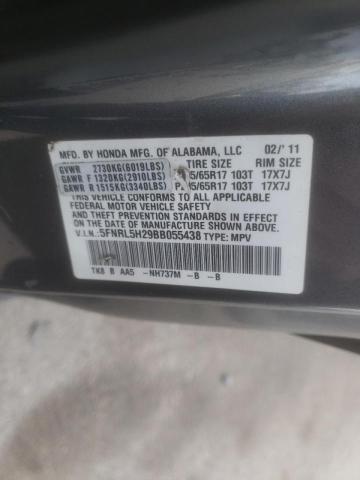 MFD. BY HONDA MFG. OF ALABAMA, LLC 02/'11
TIRE SIZE RIM SIZE
GVWR 2730KG(6019LBS)
GAWR F 1320KG(2910LBS) 5/65R17 103T 17X7J
GAWR R 1515KG(3340LBS) 5/65R17 103T 17X7J
THIS VEHICLE CONFORMS TO ALL APPLICABLE
FEDERAL MOTOR VEHICLE SAFETY
AND THEFT PREVENTION STANDARDS IN EFFECT
ON THE DATE OF MANUFACTURE SHOWN ABOVE.
V.I.N:5FNRL5H29BB055438 TYPE: MPV
TK8 B AA5 -NH737M -B -B